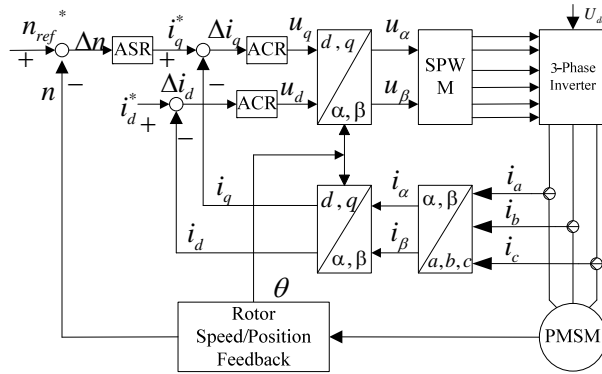 n_ref* Δn ASR i_q* Δi_q ACR u_q d,q u_α SPW U_d
+ + 3-Phase
n − Δi_d − ACR u_d u_β M Inverter
i_d* + α,β
−
i_q d,q i_α α,β i_a
i_b
i_d α,β i_β a,b,c i_c
θ
Rotor
Speed/Position
Feedback
PMSM